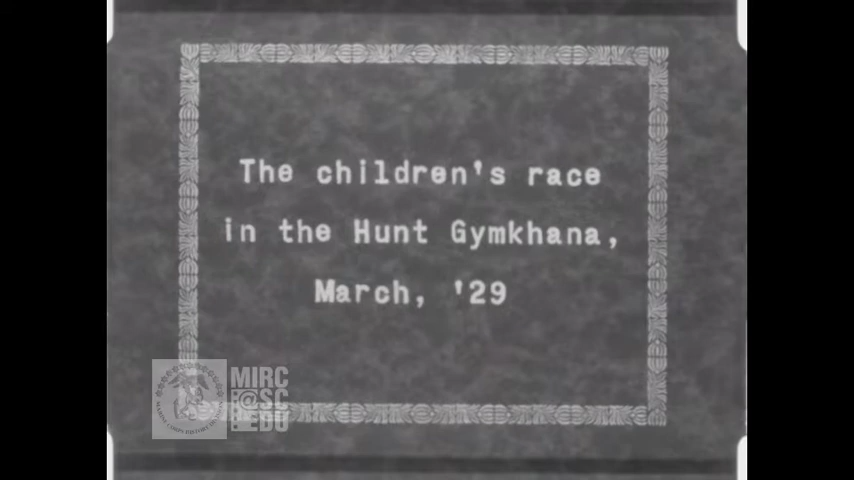 The children's race
in the Hunt Gymkhana,
March, '29
MIRC
@SC
.EDU